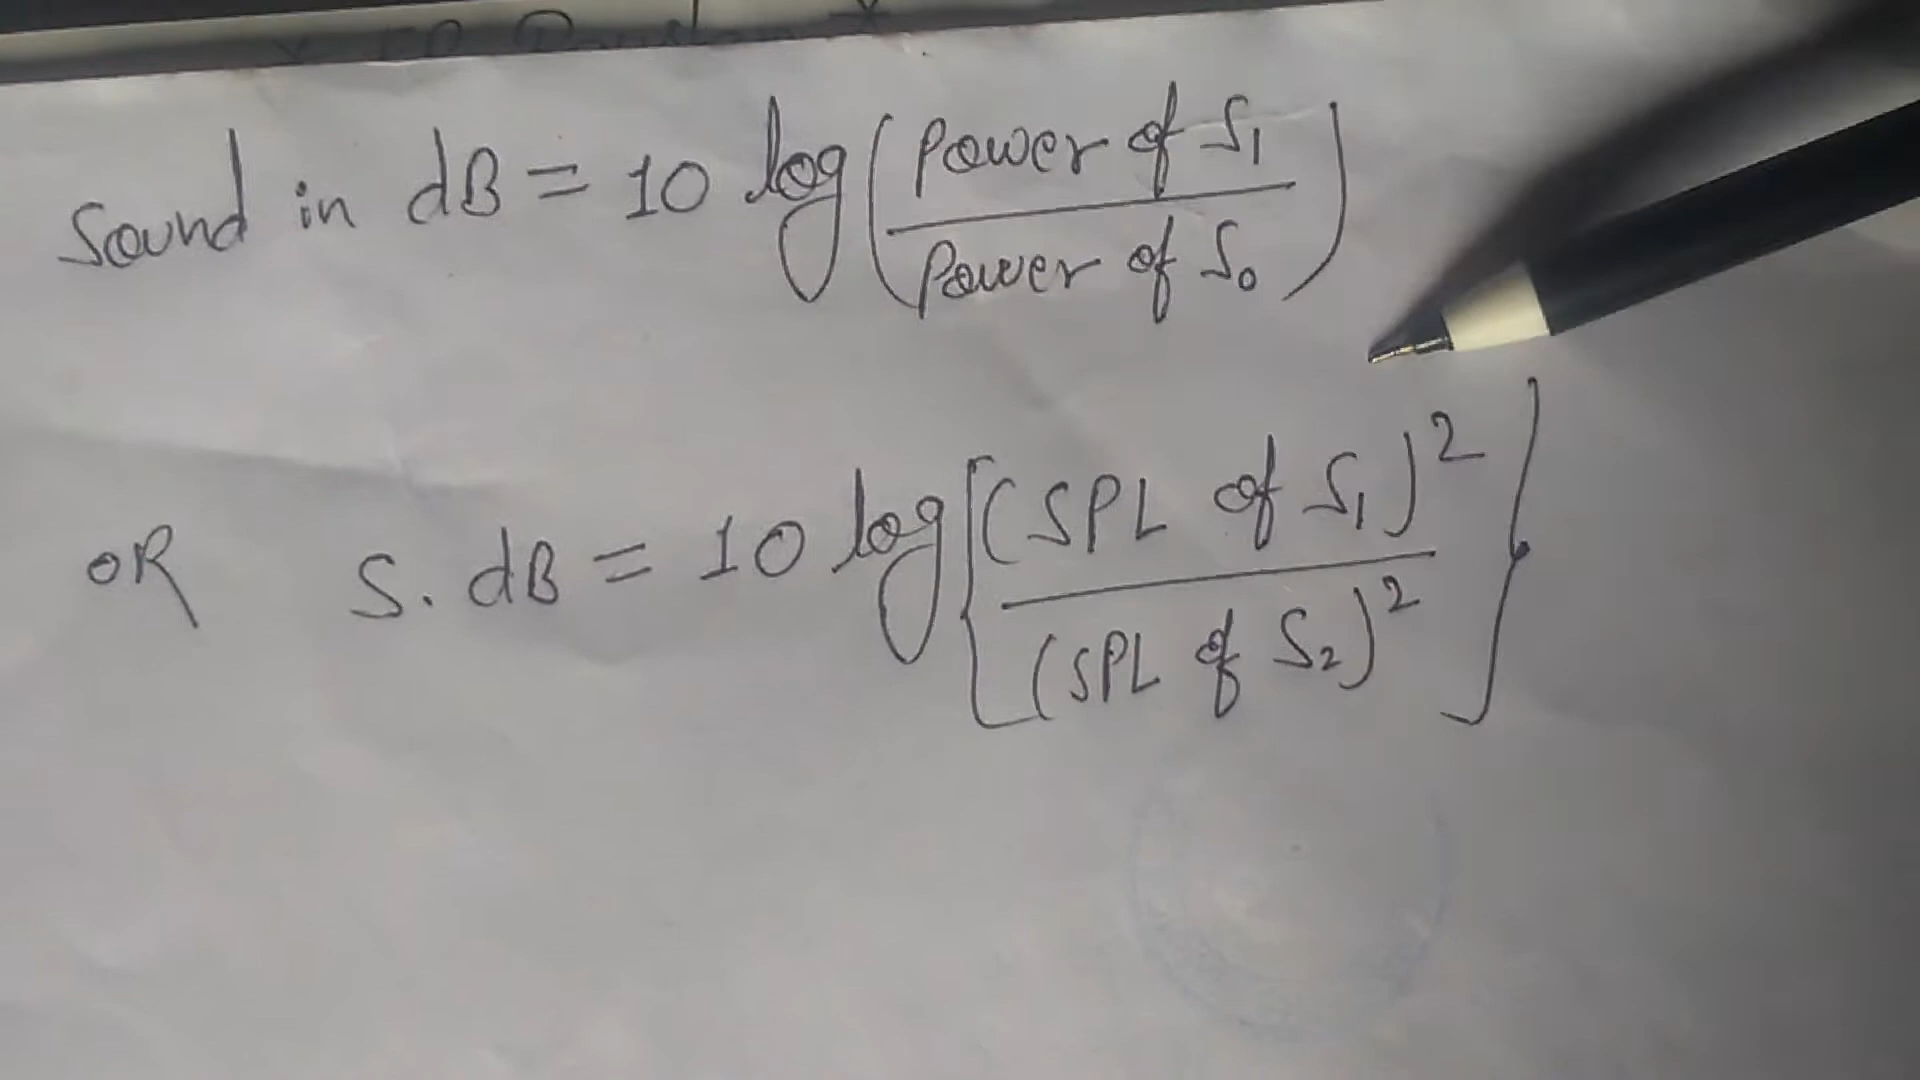 Sound in dB = 10 log (Power of S₁ / Power of S₀)
OR S. dB = 10 log [(SPL of S₁)² / (SPL of S₂)²]